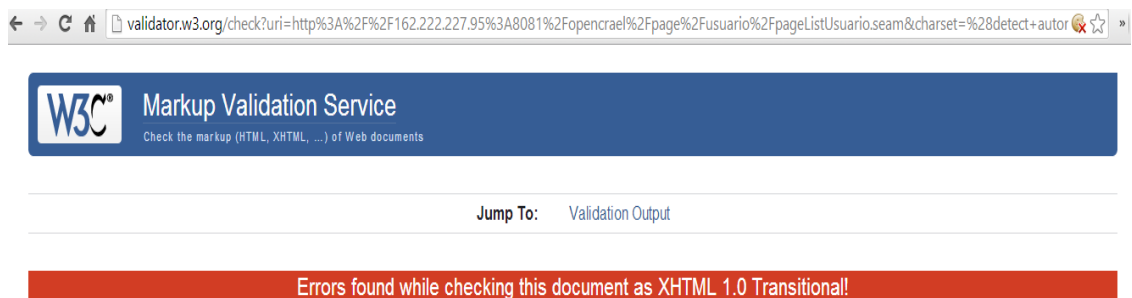 validator.w3.org/check?uri=http%3A%2F%2F162.222.227.95%3A8081%2Fopencrael%2Fpage%2Fusuario%2FpageListUsuario.seam&charset=%28detect+autor
W3C®
Markup Validation Service
Check the markup (HTML, XHTML, ...) of Web documents
Jump To: Validation Output
Errors found while checking this document as XHTML 1.0 Transitional!